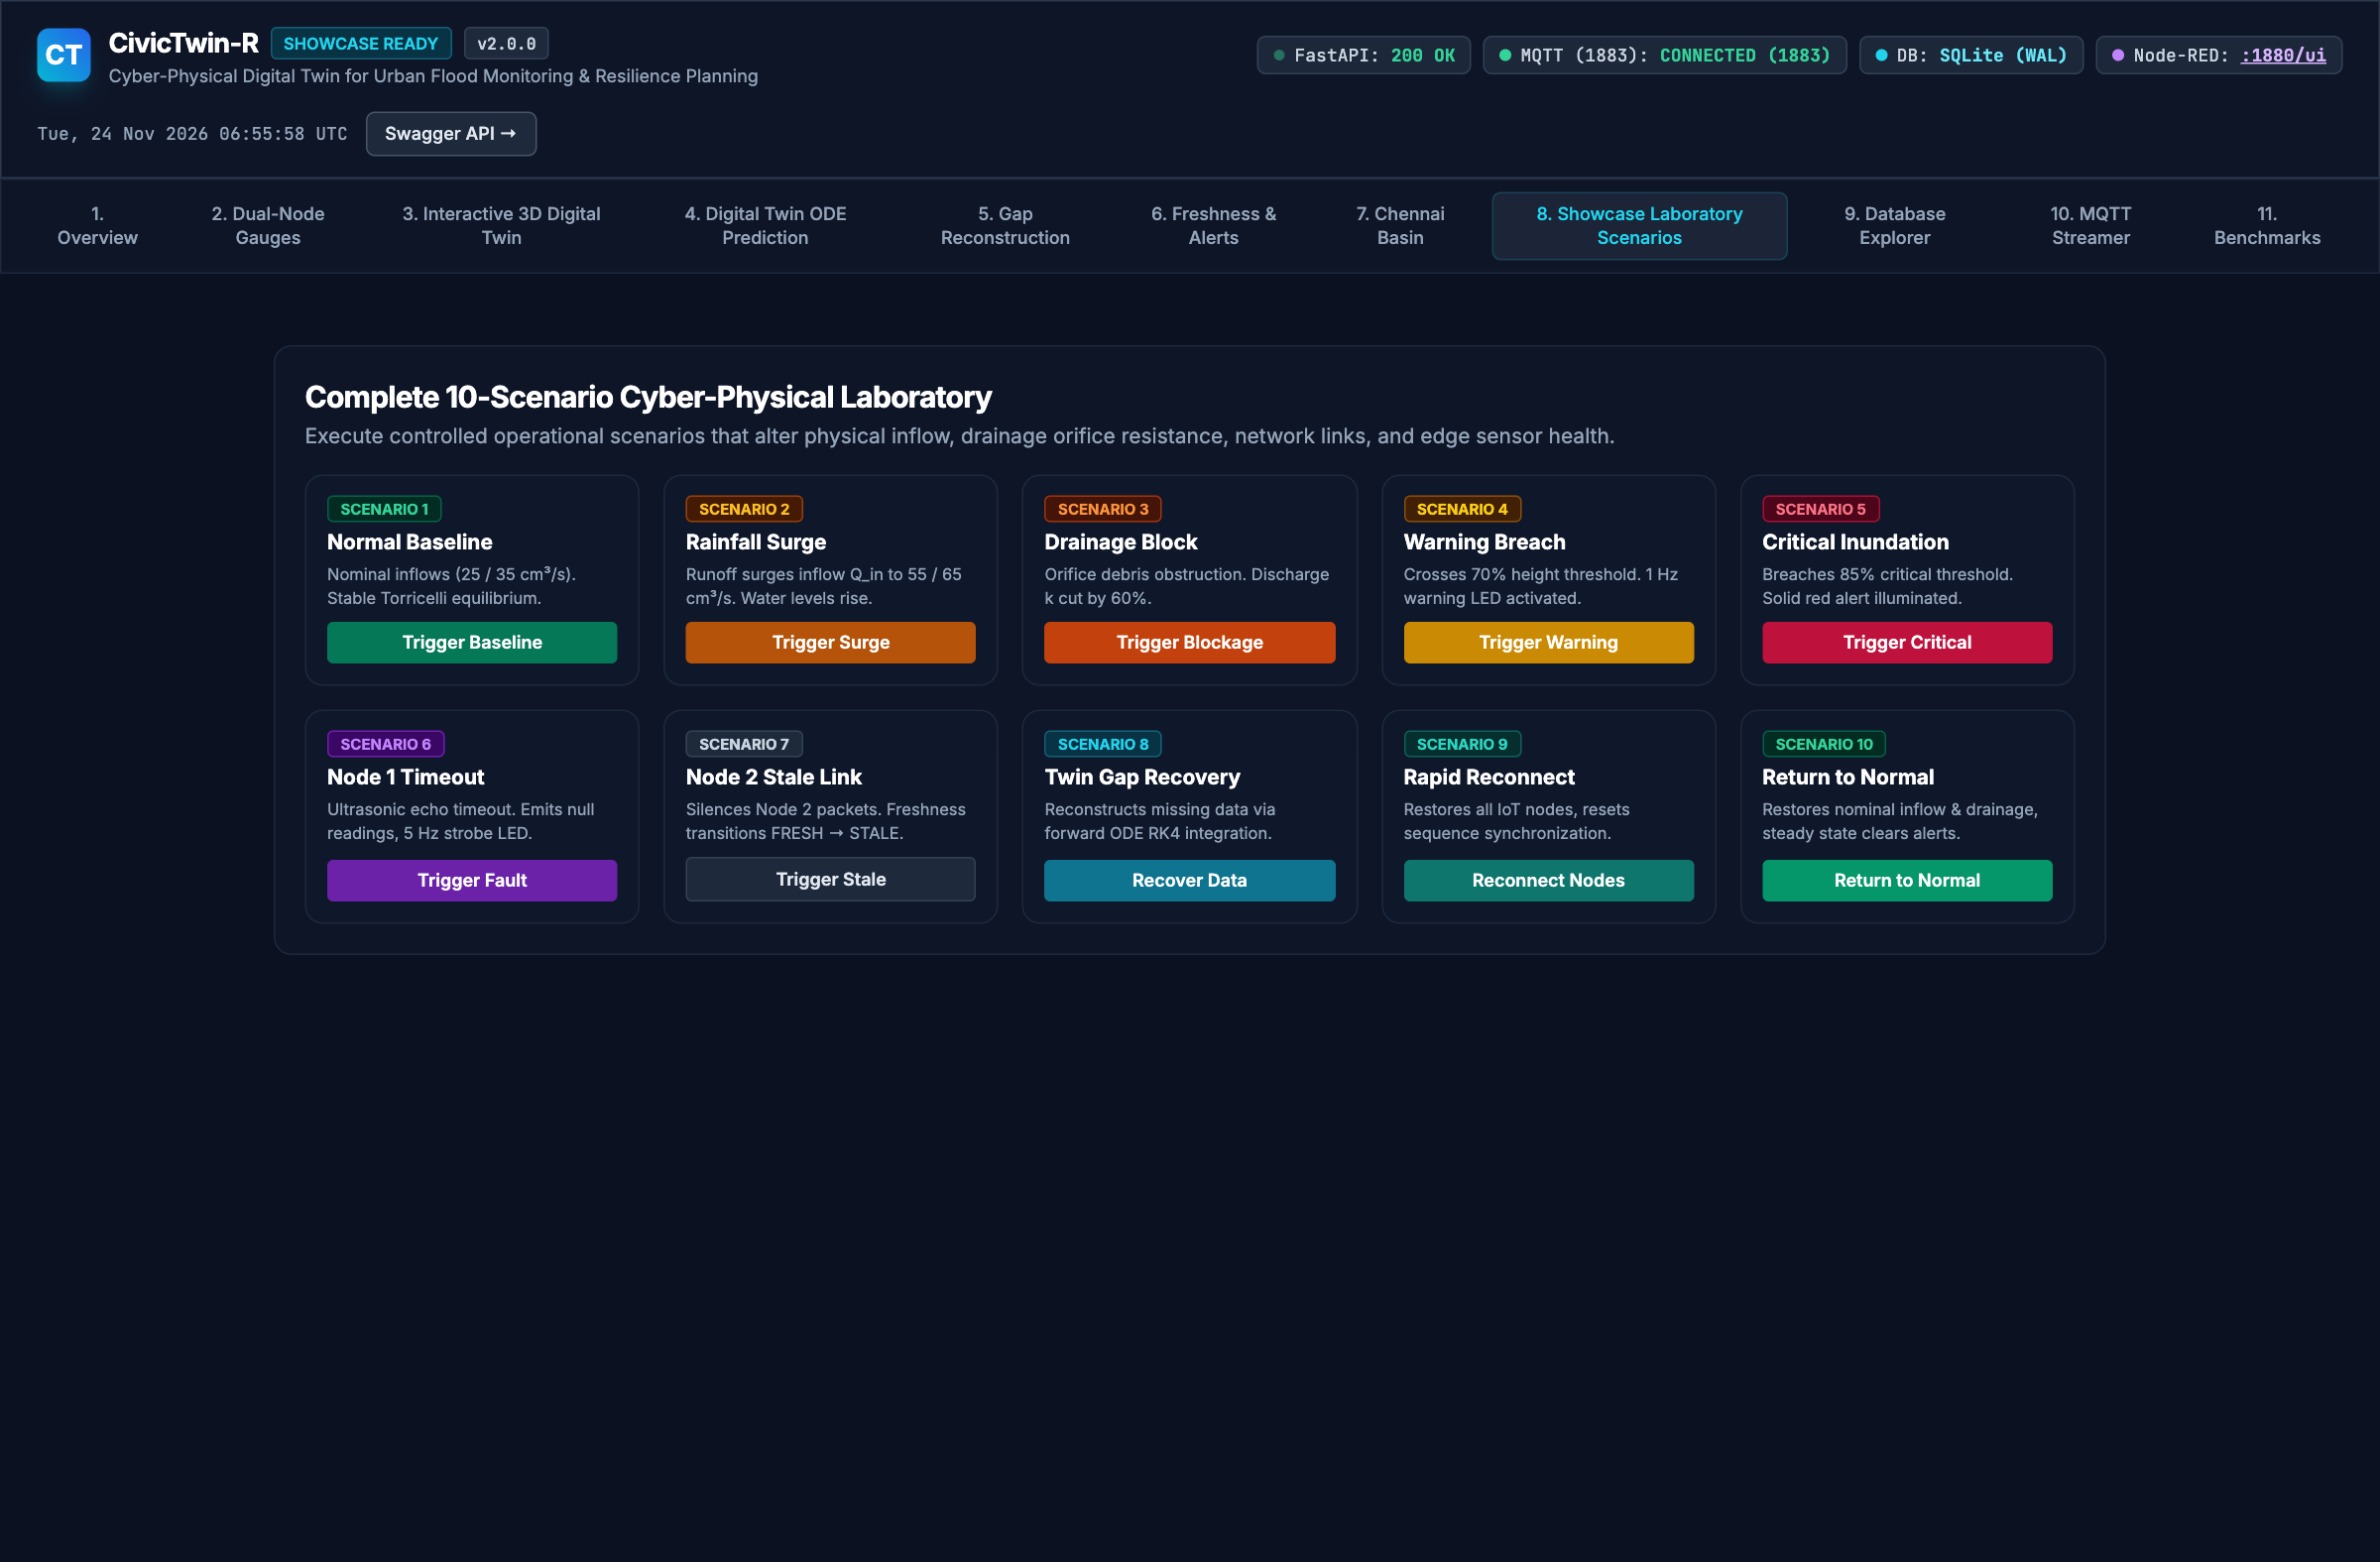 CT
CivicTwin-R SHOWCASE READY v2.0.0
Cyber-Physical Digital Twin for Urban Flood Monitoring & Resilience Planning
FastAPI: 200 OK
MQTT (1883): CONNECTED (1883)
DB: SQLite (WAL)
Node-RED: :1880/ui
Tue, 24 Nov 2026 06:55:58 UTC
Swagger API →
1.
Overview
2. Dual-Node
Gauges
3. Interactive 3D Digital
Twin
4. Digital Twin ODE
Prediction
5. Gap
Reconstruction
6. Freshness &
Alerts
7. Chennai
Basin
8. Showcase Laboratory
Scenarios
9. Database
Explorer
10. MQTT
Streamer
11.
Benchmarks
Complete 10-Scenario Cyber-Physical Laboratory
Execute controlled operational scenarios that alter physical inflow, drainage orifice resistance, network links, and edge sensor health.
SCENARIO 1
Normal Baseline
Nominal inflows (25 / 35 cm³/s).
Stable Torricelli equilibrium.
Trigger Baseline
SCENARIO 2
Rainfall Surge
Runoff surges inflow Q_in to 55 / 65
cm³/s. Water levels rise.
Trigger Surge
SCENARIO 3
Drainage Block
Orifice debris obstruction. Discharge
k cut by 60%.
Trigger Blockage
SCENARIO 4
Warning Breach
Crosses 70% height threshold. 1 Hz
warning LED activated.
Trigger Warning
SCENARIO 5
Critical Inundation
Breaches 85% critical threshold.
Solid red alert illuminated.
Trigger Critical
SCENARIO 6
Node 1 Timeout
Ultrasonic echo timeout. Emits null
readings, 5 Hz strobe LED.
Trigger Fault
SCENARIO 7
Node 2 Stale Link
Silences Node 2 packets. Freshness
transitions FRESH → STALE.
Trigger Stale
SCENARIO 8
Twin Gap Recovery
Reconstructs missing data via
forward ODE RK4 integration.
Recover Data
SCENARIO 9
Rapid Reconnect
Restores all IoT nodes, resets
sequence synchronization.
Reconnect Nodes
SCENARIO 10
Return to Normal
Restores nominal inflow & drainage,
steady state clears alerts.
Return to Normal